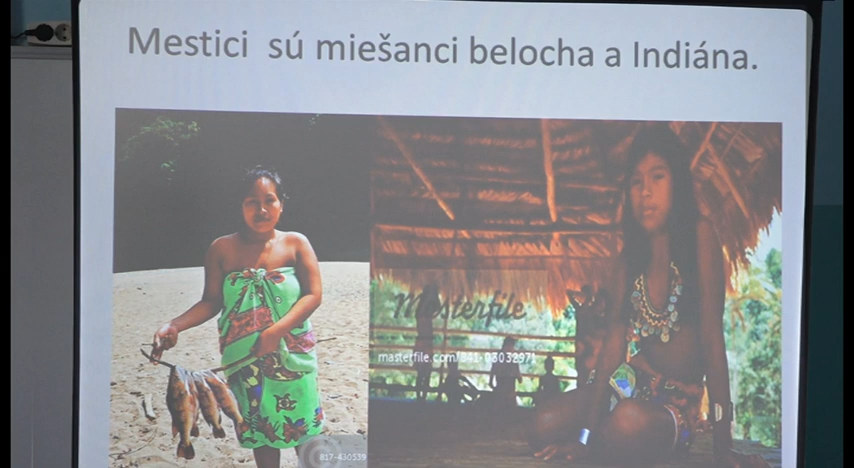 Mestici sú miešanci belocha a Indiána.
Masterfile
masterfile.com/841-03032971
817-430539